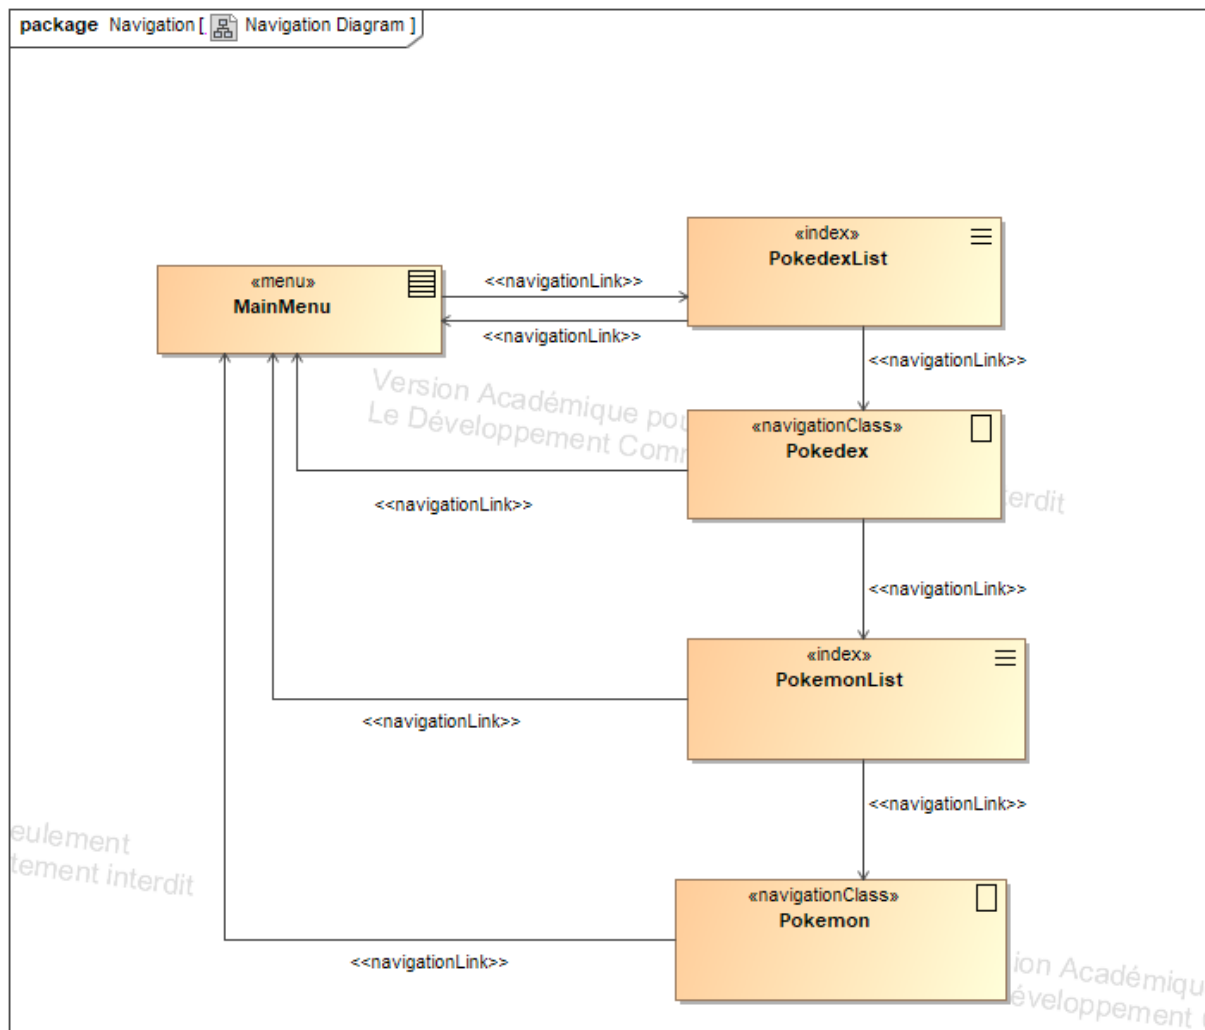 package Navigation [ Navigation Diagram ]
«index»
PokedexList
«menu»
MainMenu
<<navigationLink>>
<<navigationLink>>
<<navigationLink>>
Version Académique pou
Le Développement Comm
«navigationClass»
Pokedex
terdit
<<navigationLink>>
<<navigationLink>>
«index»
PokemonList
<<navigationLink>>
<<navigationLink>>
eulement
tement interdit
«navigationClass»
Pokemon
<<navigationLink>>
ion Académiqu
éveloppement